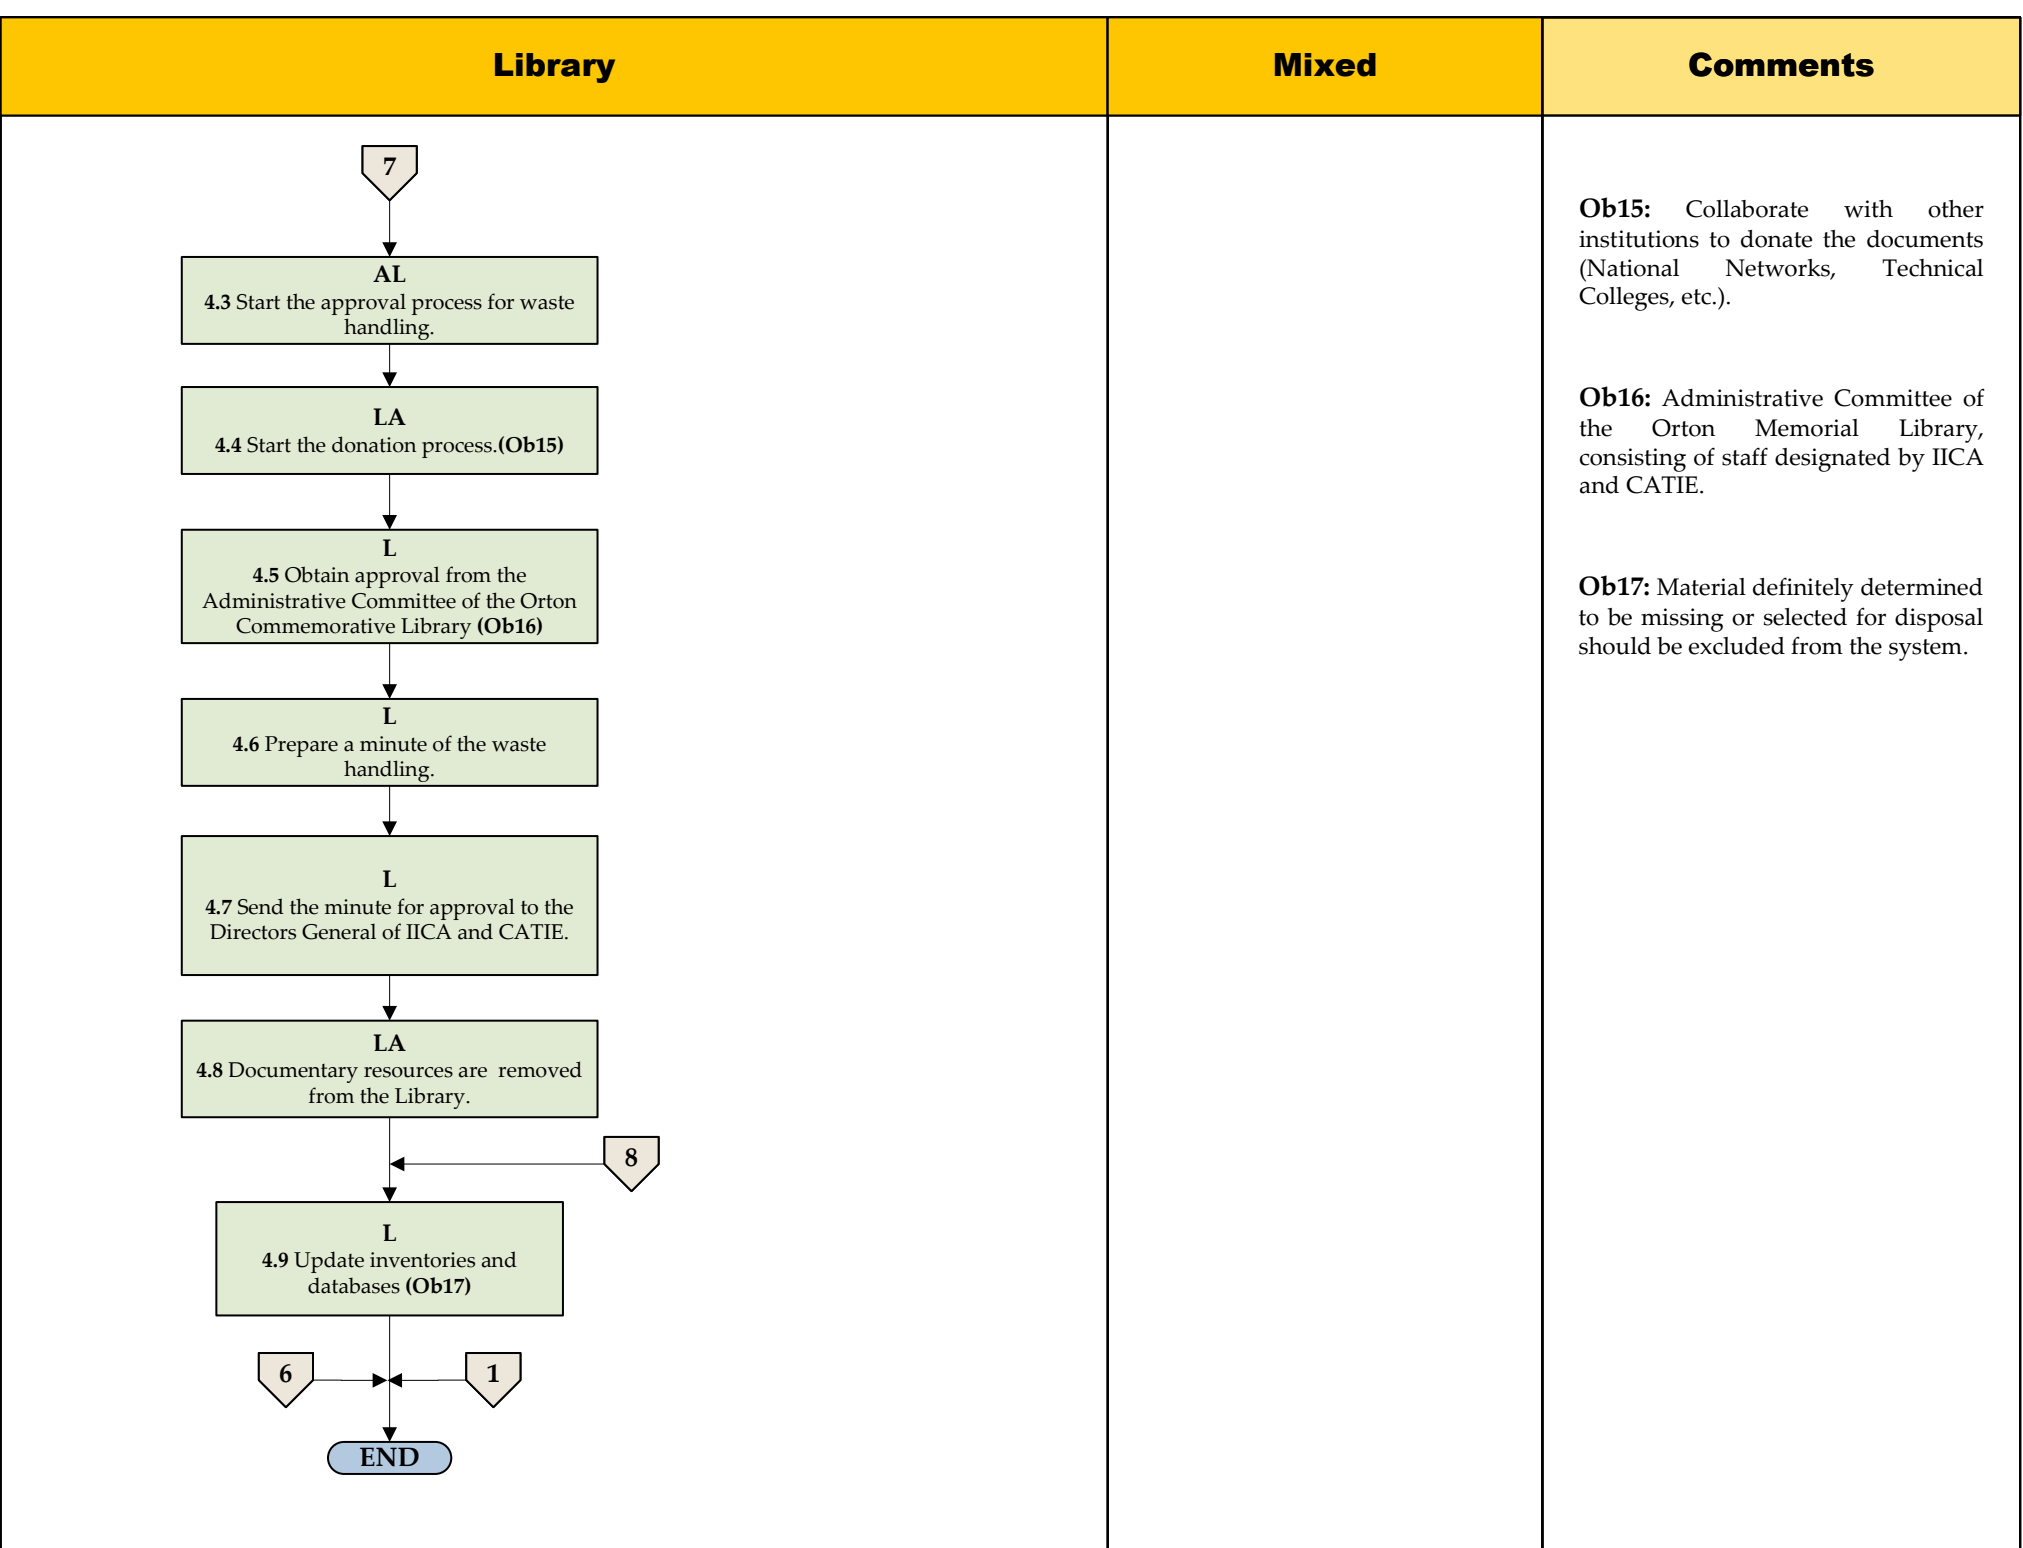 Library
Mixed
Comments
7
AL
4.3 Start the approval process for waste
handling.
LA
4.4 Start the donation process.(Ob15)
L
4.5 Obtain approval from the
Administrative Committee of the Orton
Commemorative Library (Ob16)
L
4.6 Prepare a minute of the waste
handling.
L
4.7 Send the minute for approval to the
Directors General of IICA and CATIE.
LA
4.8 Documentary resources are  removed
from the Library.
8
L
4.9 Update inventories and
databases (Ob17)
6
1
END
Ob15: Collaborate with other
institutions to donate the documents
(National Networks, Technical
Colleges, etc.).
Ob16: Administrative Committee of
the Orton Memorial Library,
consisting of staff designated by IICA
and CATIE.
Ob17: Material definitely determined
to be missing or selected for disposal
should be excluded from the system.